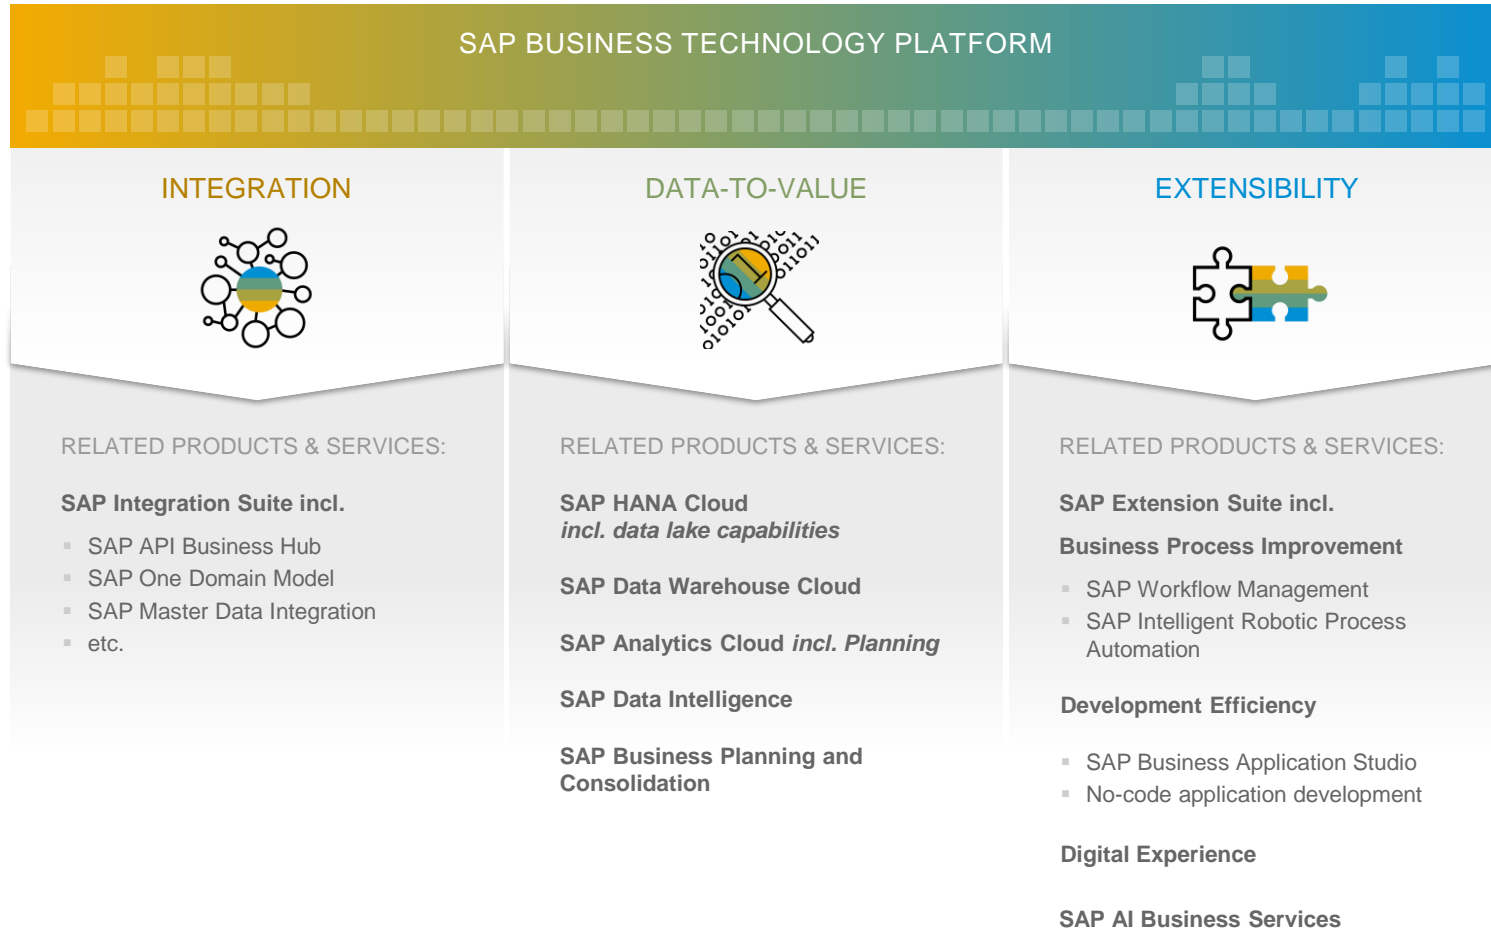 SAP BUSINESS TECHNOLOGY PLATFORM
INTEGRATION
RELATED PRODUCTS & SERVICES:
SAP Integration Suite incl.
SAP API Business Hub
SAP One Domain Model
SAP Master Data Integration
etc.
DATA-TO-VALUE
RELATED PRODUCTS & SERVICES:
SAP HANA Cloud
incl. data lake capabilities
SAP Data Warehouse Cloud
SAP Analytics Cloud incl. Planning
SAP Data Intelligence
SAP Business Planning and
Consolidation
EXTENSIBILITY
RELATED PRODUCTS & SERVICES:
SAP Extension Suite incl.
Business Process Improvement
SAP Workflow Management
SAP Intelligent Robotic Process
Automation
Development Efficiency
SAP Business Application Studio
No-code application development
Digital Experience
SAP AI Business Services